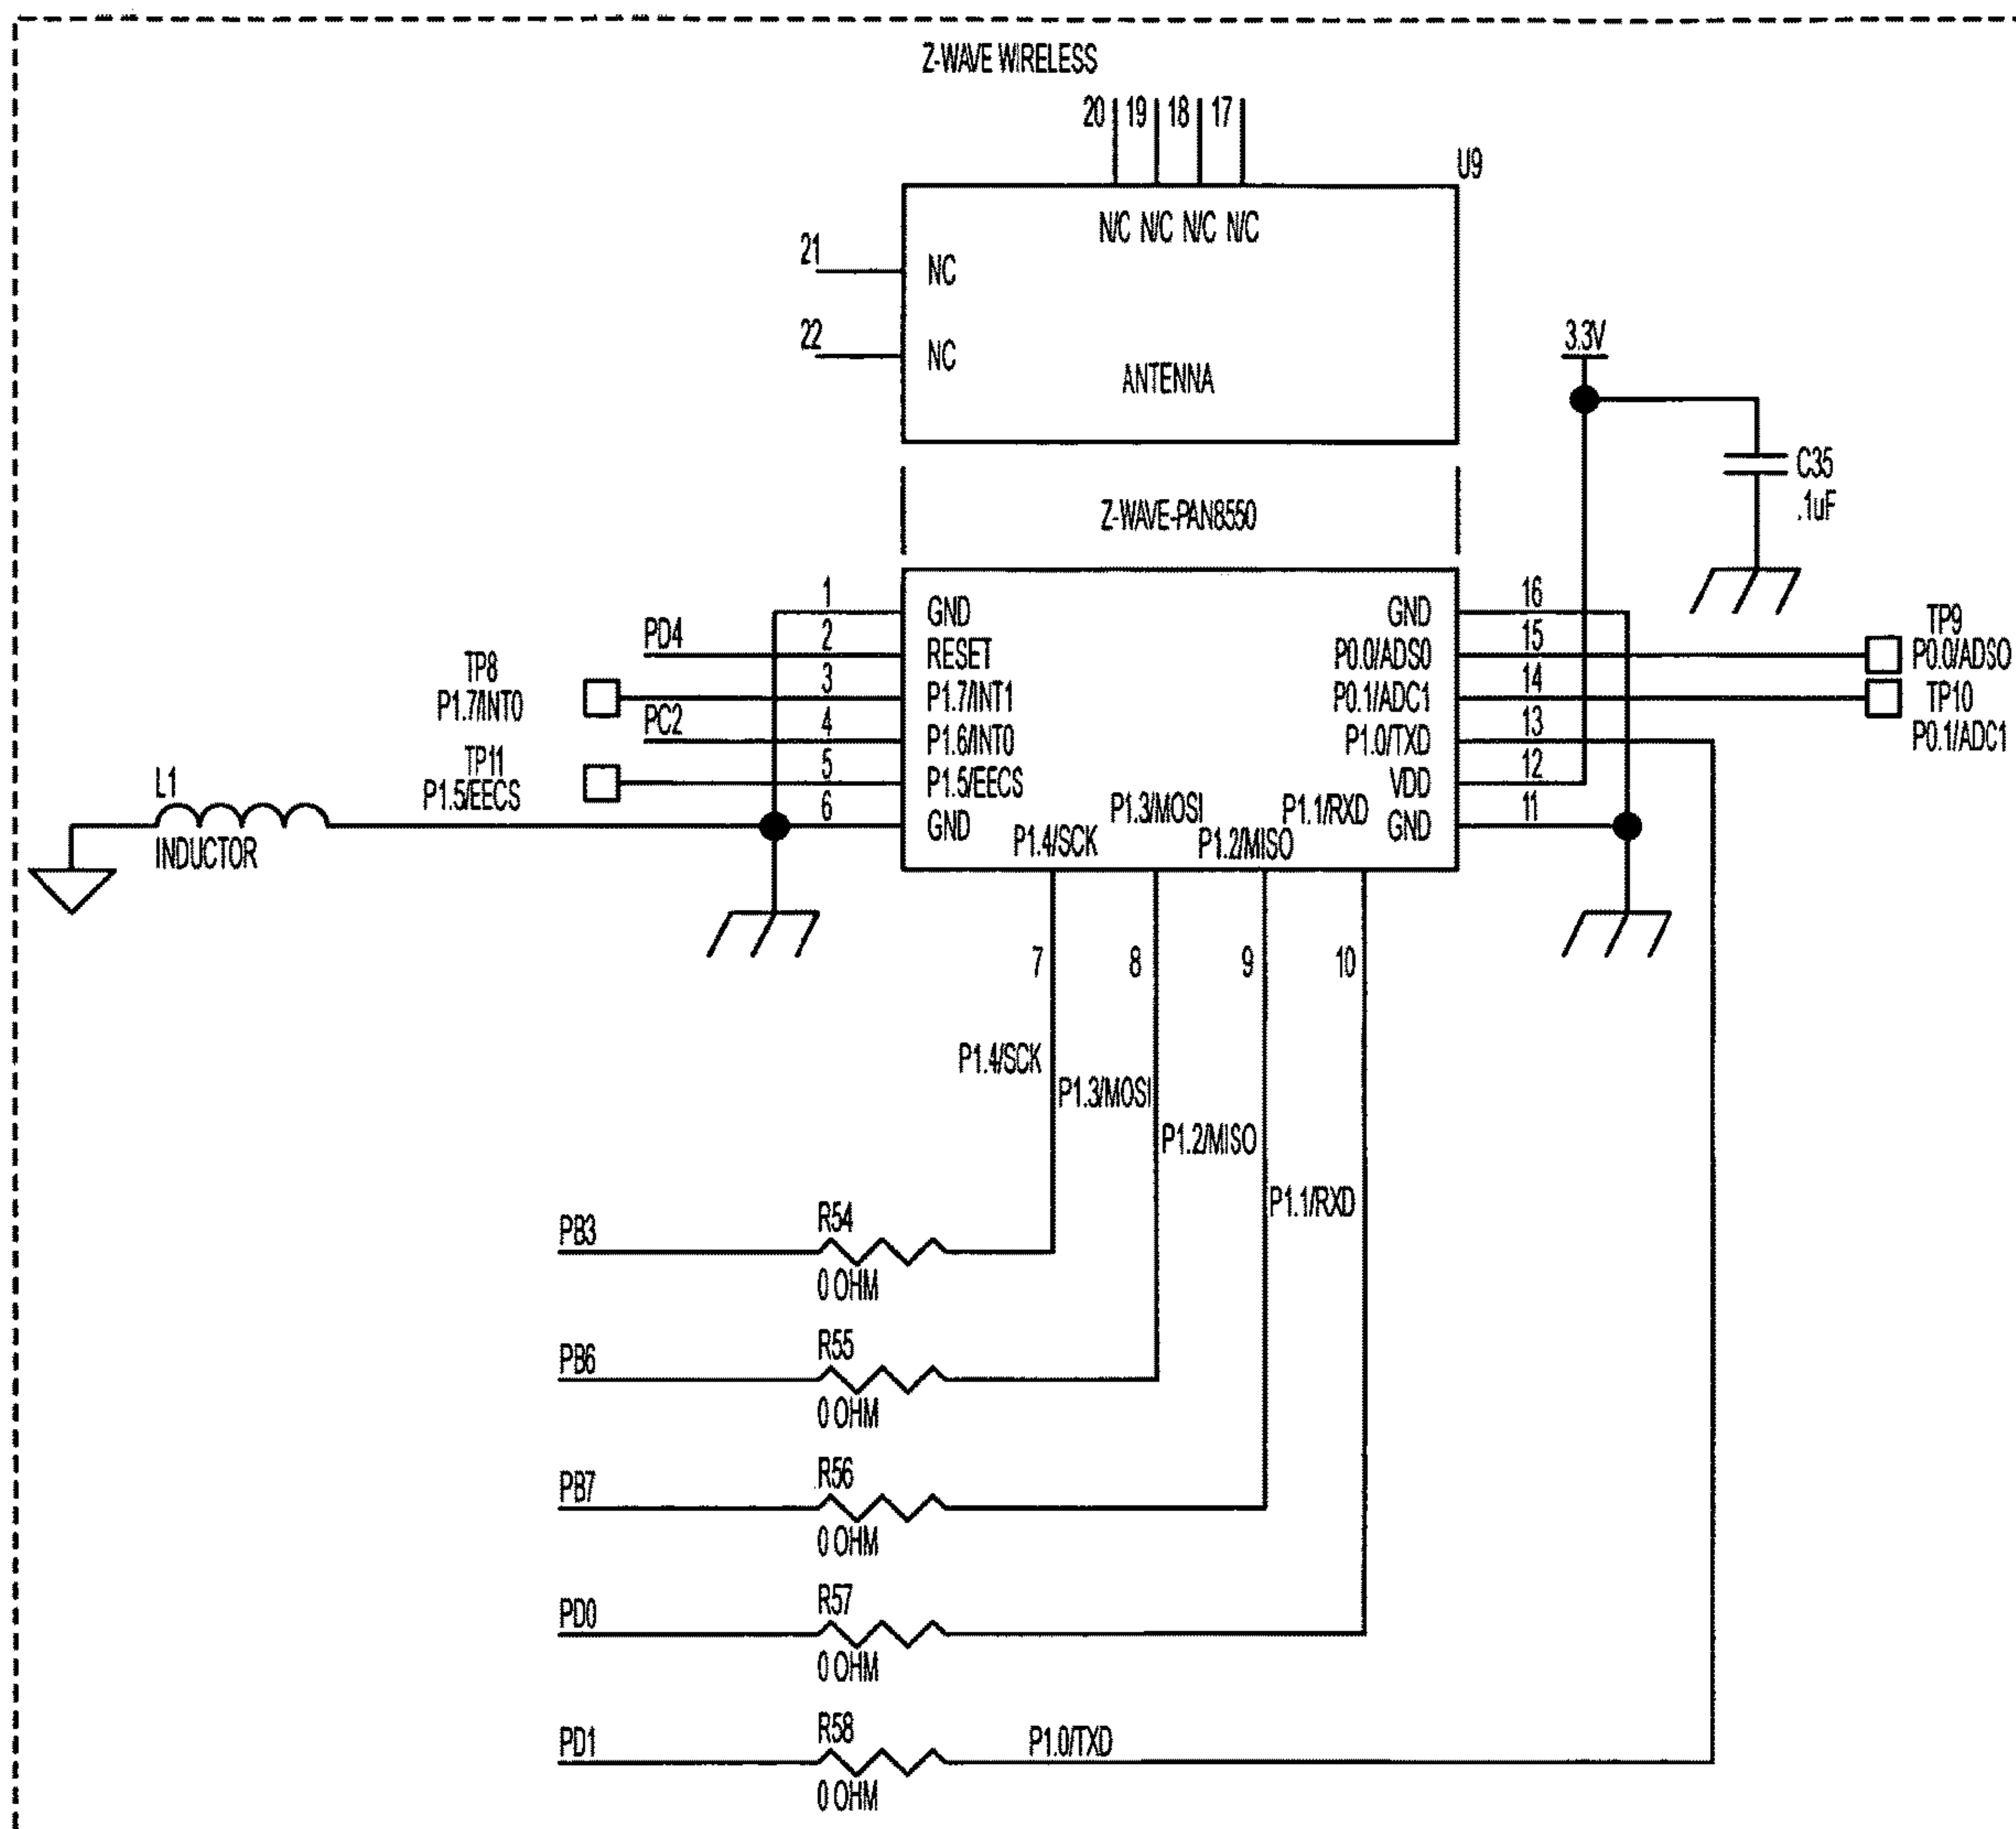 Z-WAVE WIRELESS
20 19 18 17
U9
N/C N/C N/C N/C
21 NC
22 NC
ANTENNA
3.3V
C35
.1uF
Z-WAVE-PAN8550
1 GND
PD4 2 RESET
TP8
P1.7/INT0
3 P1.7/INT1
PC2 4 P1.6/INT0
TP11
P1.5/EECS
5 P1.5/EECS
6 GND
GND 16
P0.0/ADS0 15
TP9
P0.0/ADSO
P0.1/ADC1 14
TP10
P0.1/ADC1
P1.0/TXD 13
VDD 12
GND 11
P1.3/MOSI P1.1/RXD
P1.4/SCK P1.2/MISO
L1
INDUCTOR
7 8 9 10
P1.4/SCK
P1.3/MOSI
P1.2/MISO
P1.1/RXD
PB3 R54
0 OHM
PB6 R55
0 OHM
PB7 R56
0 OHM
PD0 R57
0 OHM
PD1 R58 P1.0/TXD
0 OHM